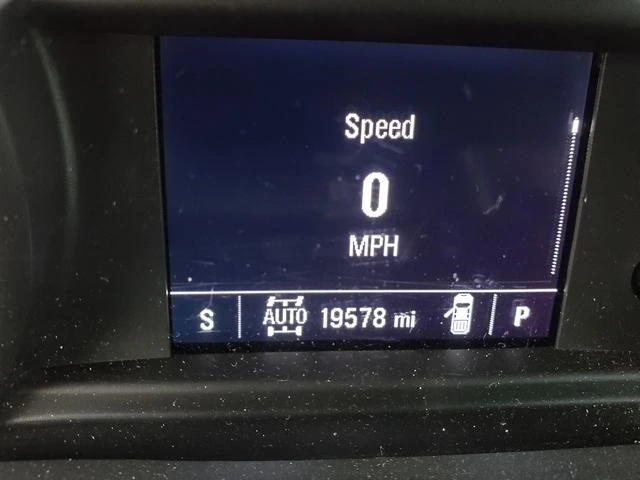 Speed
0
MPH
S AUTO 19578 mi P